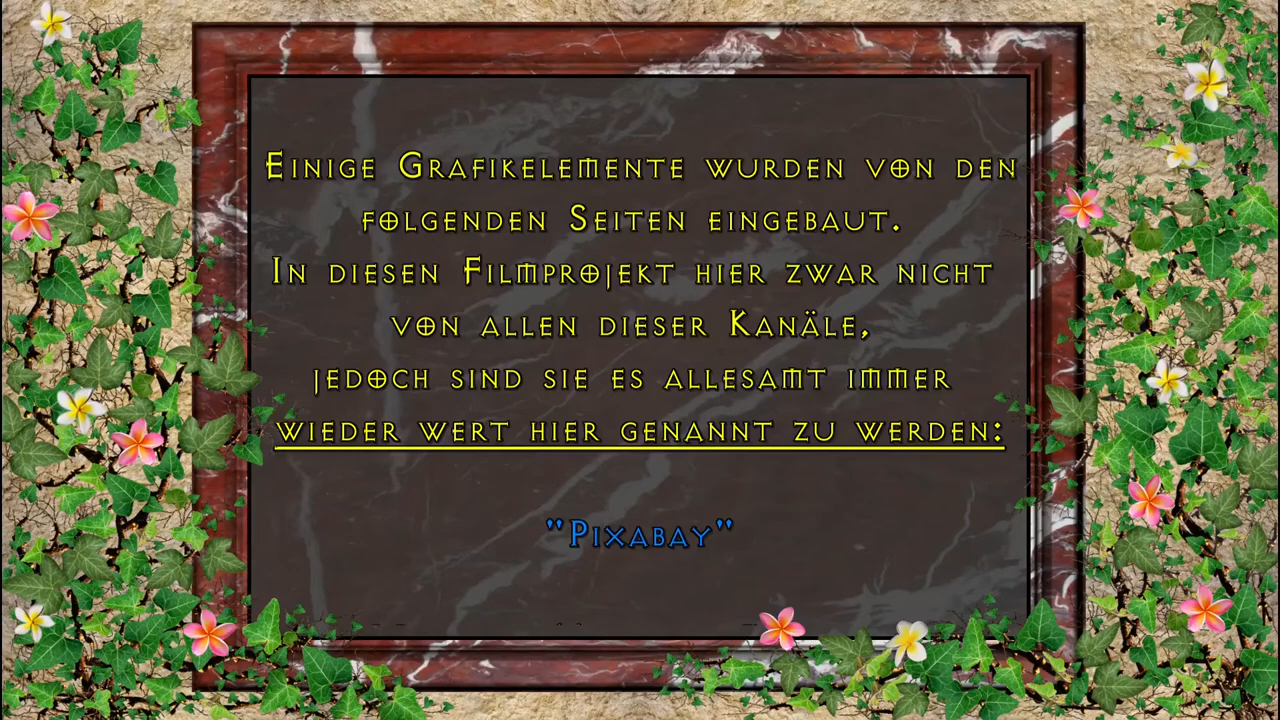 Einige Grafikelemente wurden von den
folgenden Seiten eingebaut.
In diesen Filmprojekt hier zwar nicht
von allen dieser Kanäle,
jedoch sind sie es allesamt immer
wieder wert hier genannt zu werden:
"Pixabay"